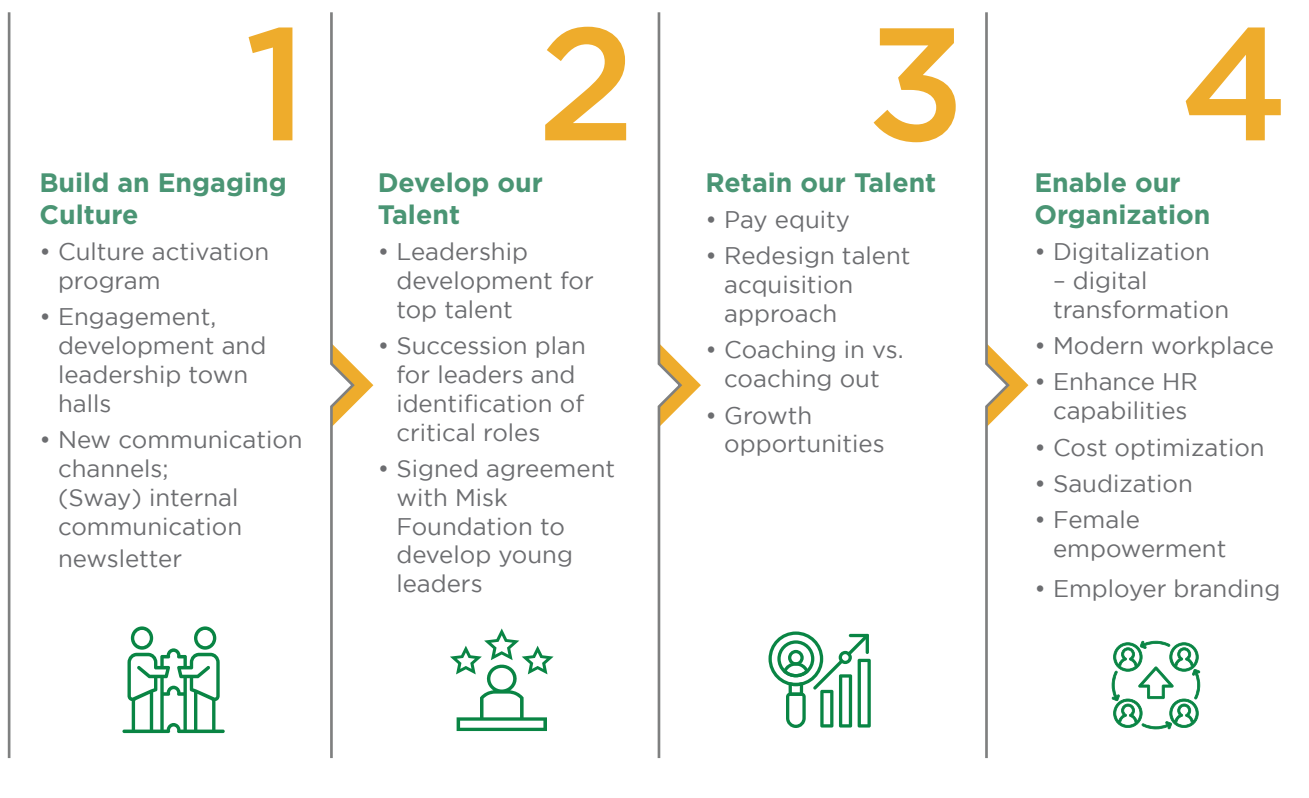 1
Build an Engaging
Culture
• Culture activation
program
• Engagement,
development and
leadership town
halls
• New communication
channels;
(Sway) internal
communication
newsletter
2
Develop our
Talent
• Leadership
development for
top talent
• Succession plan
for leaders and
identification of
critical roles
• Signed agreement
with Misk
Foundation to
develop young
leaders
3
Retain our Talent
• Pay equity
• Redesign talent
acquisition
approach
• Coaching in vs.
coaching out
• Growth
opportunities
4
Enable our
Organization
• Digitalization
– digital
transformation
• Modern workplace
• Enhance HR
capabilities
• Cost optimization
• Saudization
• Female
empowerment
• Employer branding